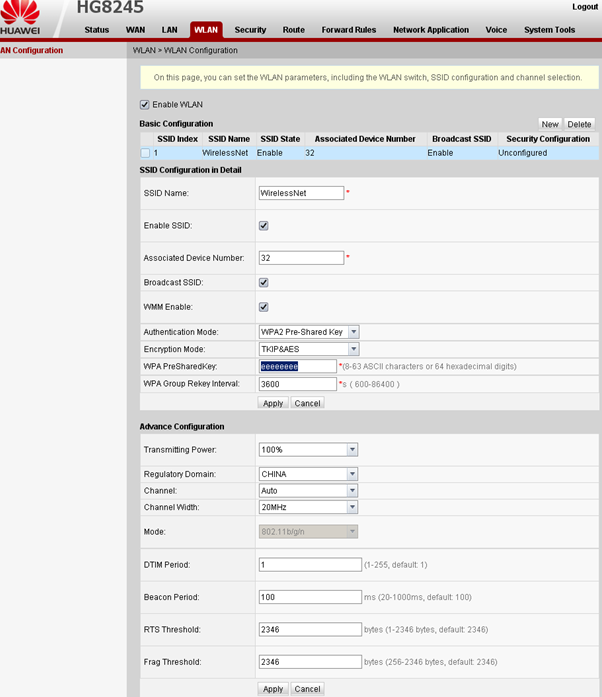 HG8245
Logout
HUAWEI
Status WAN LAN WLAN Security Route Forward Rules Network Application Voice System Tools
AN Configuration
WLAN > WLAN Configuration
On this page, you can set the WLAN parameters, including the WLAN switch, SSID configuration and channel selection.
Enable WLAN
Basic Configuration New Delete
SSID Index SSID Name SSID State Associated Device Number Broadcast SSID Security Configuration
1 WirelessNet Enable 32 Enable Unconfigured
SSID Configuration in Detail
SSID Name: WirelessNet *
Enable SSID:
Associated Device Number: 32 *
Broadcast SSID:
WMM Enable:
Authentication Mode: WPA2 Pre-Shared Key
Encryption Mode: TKIP&AES
WPA PreSharedKey: eeeeeeee *(8-63 ASCII characters or 64 hexadecimal digits)
WPA Group Rekey Interval: 3600 *s ( 600-86400 )
Apply Cancel
Advance Configuration
Transmitting Power: 100%
Regulatory Domain: CHINA
Channel: Auto
Channel Width: 20MHz
Mode: 802.11b/g/n
DTIM Period: 1 (1-255, default: 1)
Beacon Period: 100 ms (20-1000ms, default: 100)
RTS Threshold: 2346 bytes (1-2346 bytes, default: 2346)
Frag Threshold: 2346 bytes (256-2346 bytes, default: 2346)
Apply Cancel